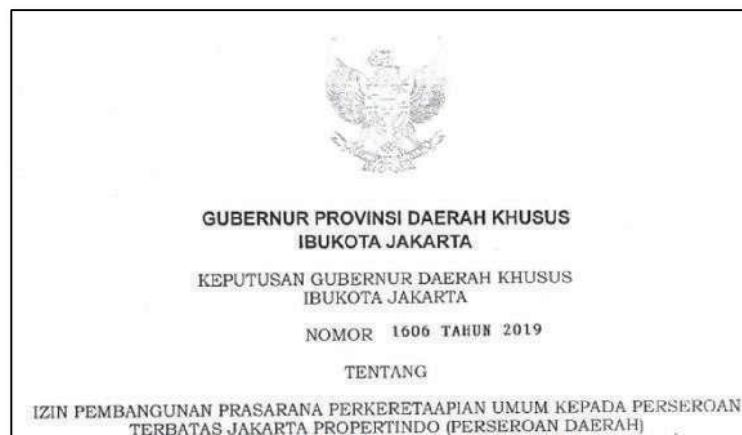 GUBERNUR PROVINSI DAERAH KHUSUS
IBUKOTA JAKARTA
KEPUTUSAN GUBERNUR DAERAH KHUSUS
IBUKOTA JAKARTA
NOMOR 1606 TAHUN 2019
TENTANG
IZIN PEMBANGUNAN PRASARANA PERKERETAAPIAN UMUM KEPADA PERSEROAN
TERBATAS JAKARTA PROPERTINDO (PERSEROAN DAERAH)